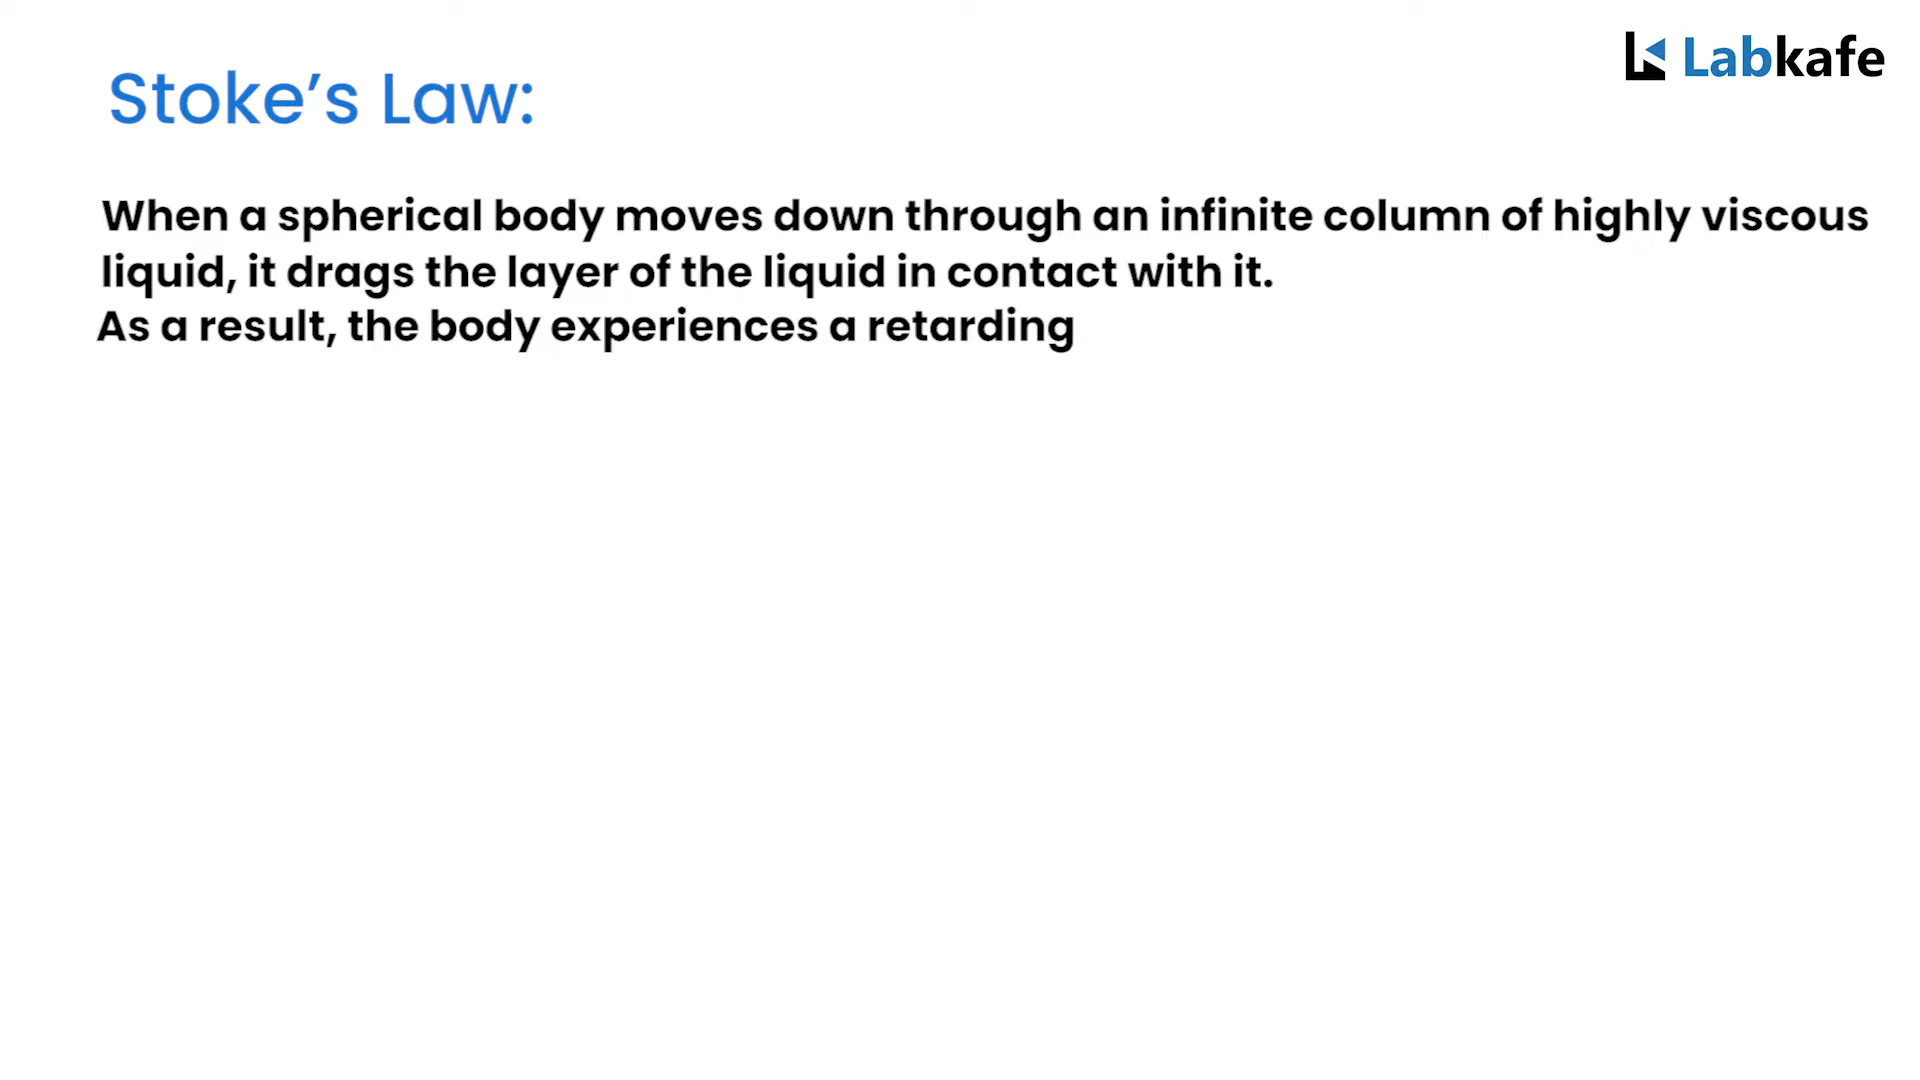 Labkafe
Stoke’s Law:
When a spherical body moves down through an infinite column of highly viscous
liquid, it drags the layer of the liquid in contact with it.
As a result, the body experiences a retarding